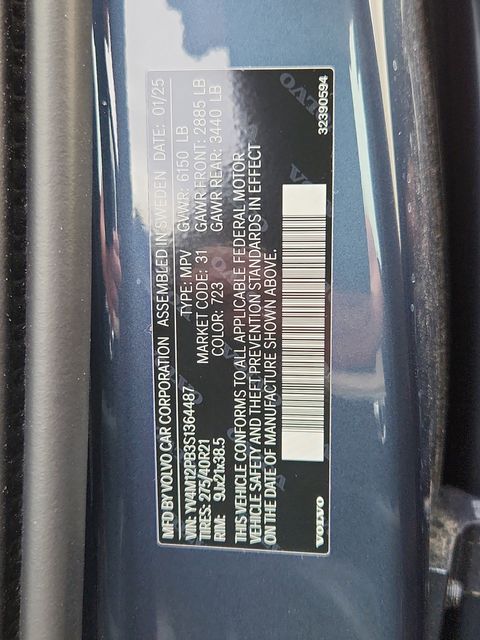 MFD BY VOLVO CAR CORPORATION ASSEMBLED IN SWEDEN DATE: 01/25
VIN: YV4M12PB3S1364487 TYPE: MPV GVWR: 6150 LB
TIRES: 275/40R21 MARKET CODE: 31 GAWR FRONT: 2885 LB
RIM: 9Jx21x38.5 COLOR: 723 GAWR REAR: 3440 LB
THIS VEHICLE CONFORMS TO ALL APPLICABLE FEDERAL MOTOR
VEHICLE SAFETY AND THEFT PREVENTION STANDARDS IN EFFECT
ON THE DATE OF MANUFACTURE SHOWN ABOVE.
VOLVO 32390594